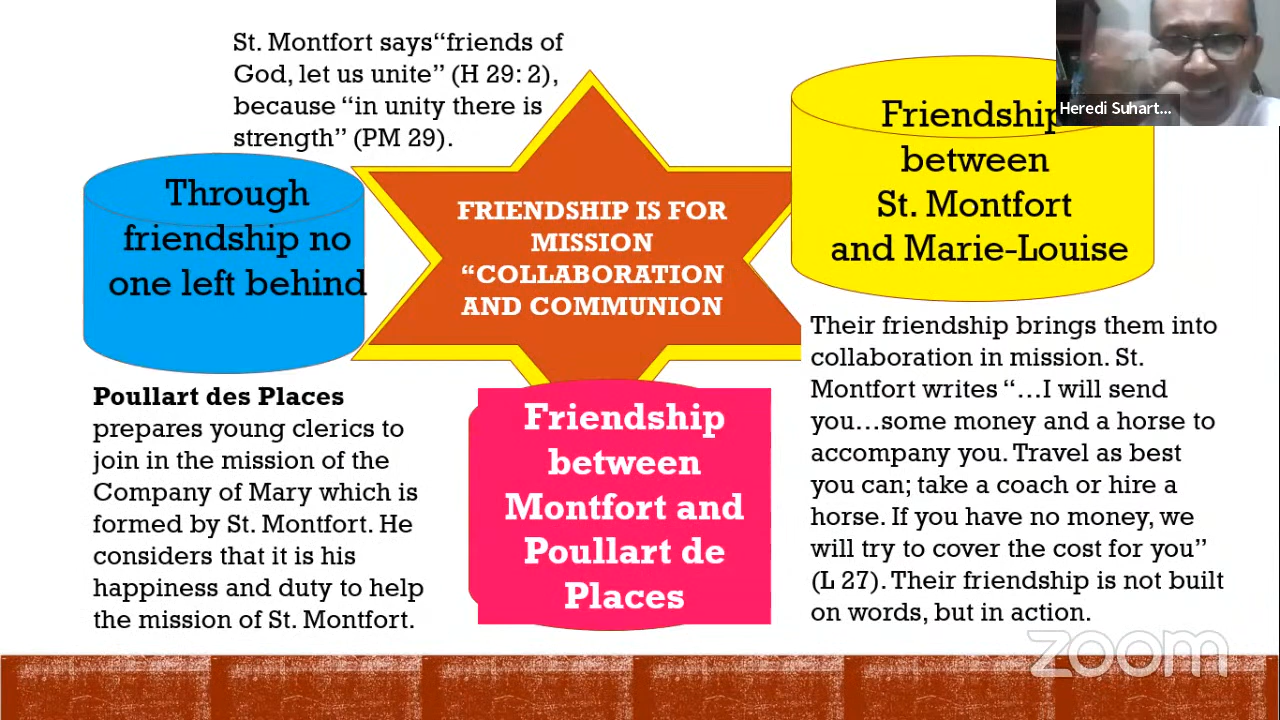 St. Montfort says“friends of
God, let us unite” (H 29: 2),
because “in unity there is
strength” (PM 29).
Through
friendship no
one left behind
FRIENDSHIP IS FOR
MISSION
“COLLABORATION
AND COMMUNION
Friendship
between
St. Montfort
and Marie-Louise
Heredi Suhart...
Poullart des Places
prepares young clerics to
join in the mission of the
Company of Mary which is
formed by St. Montfort. He
considers that it is his
happiness and duty to help
the mission of St. Montfort.
Friendship
between
Montfort and
Poullart de
Places
Their friendship brings them into
collaboration in mission. St.
Montfort writes “…I will send
you…some money and a horse to
accompany you. Travel as best
you can; take a coach or hire a
horse. If you have no money, we
will try to cover the cost for you”
(L 27). Their friendship is not built
on words, but in action.
zoom